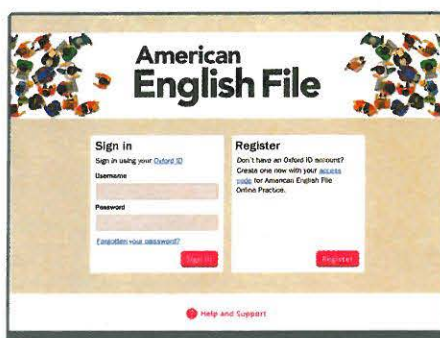 American
English File
Sign in
Sign in using your Oxford ID
Username
Password
Forgotten your password?
Sign in
Register
Don't have an Oxford ID account?
Create one now with your access
code for American English File
Online Practice.
Register
Help and Support